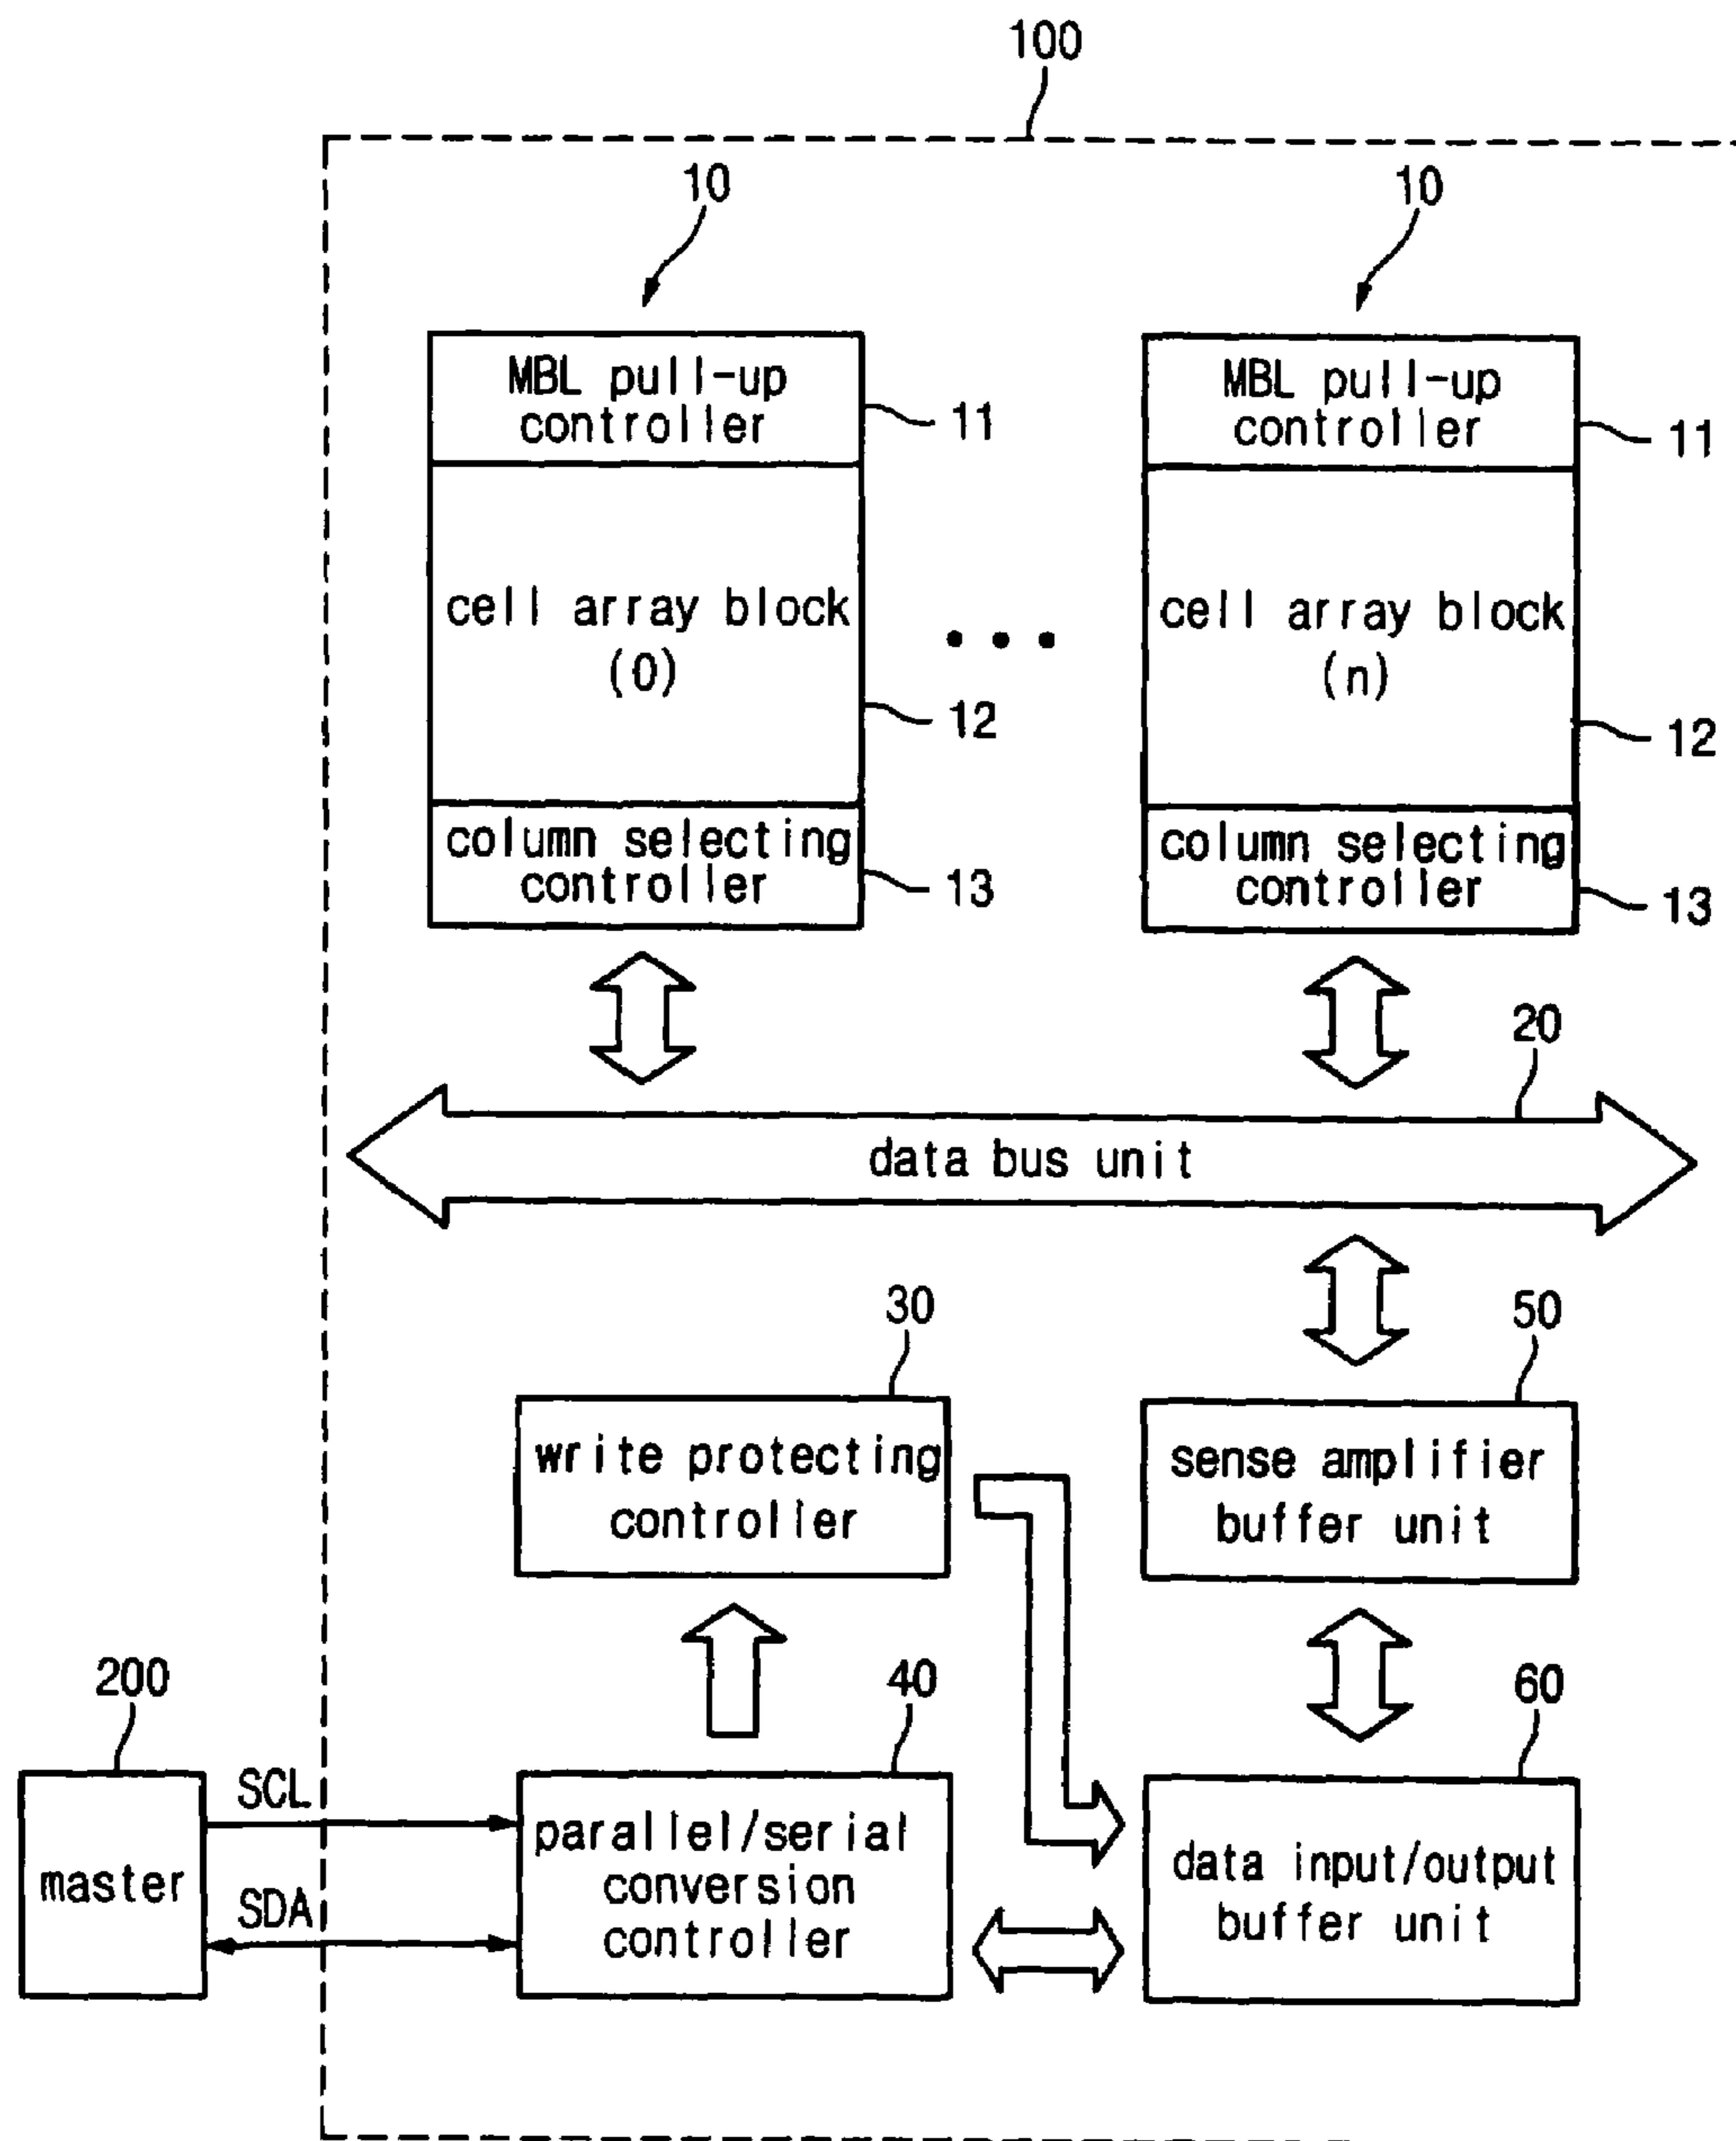 100
10
10
MBL pull-up
controller
11
MBL pull-up
controller
11
cell array block
(0)
12
• • •
cell array block
(n)
12
column selecting
controller
13
column selecting
controller
13
20
data bus unit
30
write protecting
controller
50
sense amplifier
buffer unit
200
master
SCL
SDA
40
parallel/serial
conversion
controller
60
data input/output
buffer unit